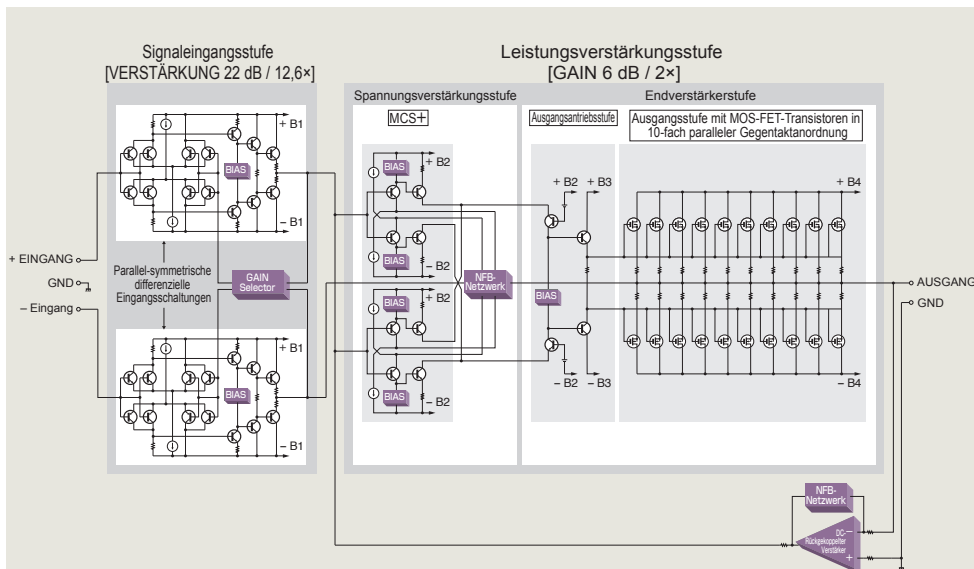 Signaleingangsstufe
[VERSTÄRKUNG 22 dB / 12,6×]
Leistungsverstärkungsstufe
[GAIN 6 dB / 2×]
Spannungsverstärkungsstufe
Endverstärkerstufe
MCS+
Ausgangsantriebsstufe
Ausgangsstufe mit MOS-FET-Transistoren in
10-fach paralleler Gegentaktanordnung
+ B1
BIAS
– B1
+ B2
BIAS
BIAS
– B2
+ B2
BIAS
BIAS
– B2
+ B2
+ B3
BIAS
– B2
– B3
+ B4
– B4
+ EINGANG
GND
– Eingang
Parallel-symmetrische
differenzielle
Eingangsschaltungen
GAIN
Selector
NFB-
Netzwerk
AUSGANG
GND
+ B1
BIAS
– B1
NFB-
Netzwerk
DC-
Rückgekoppelter
Verstärker
–
+